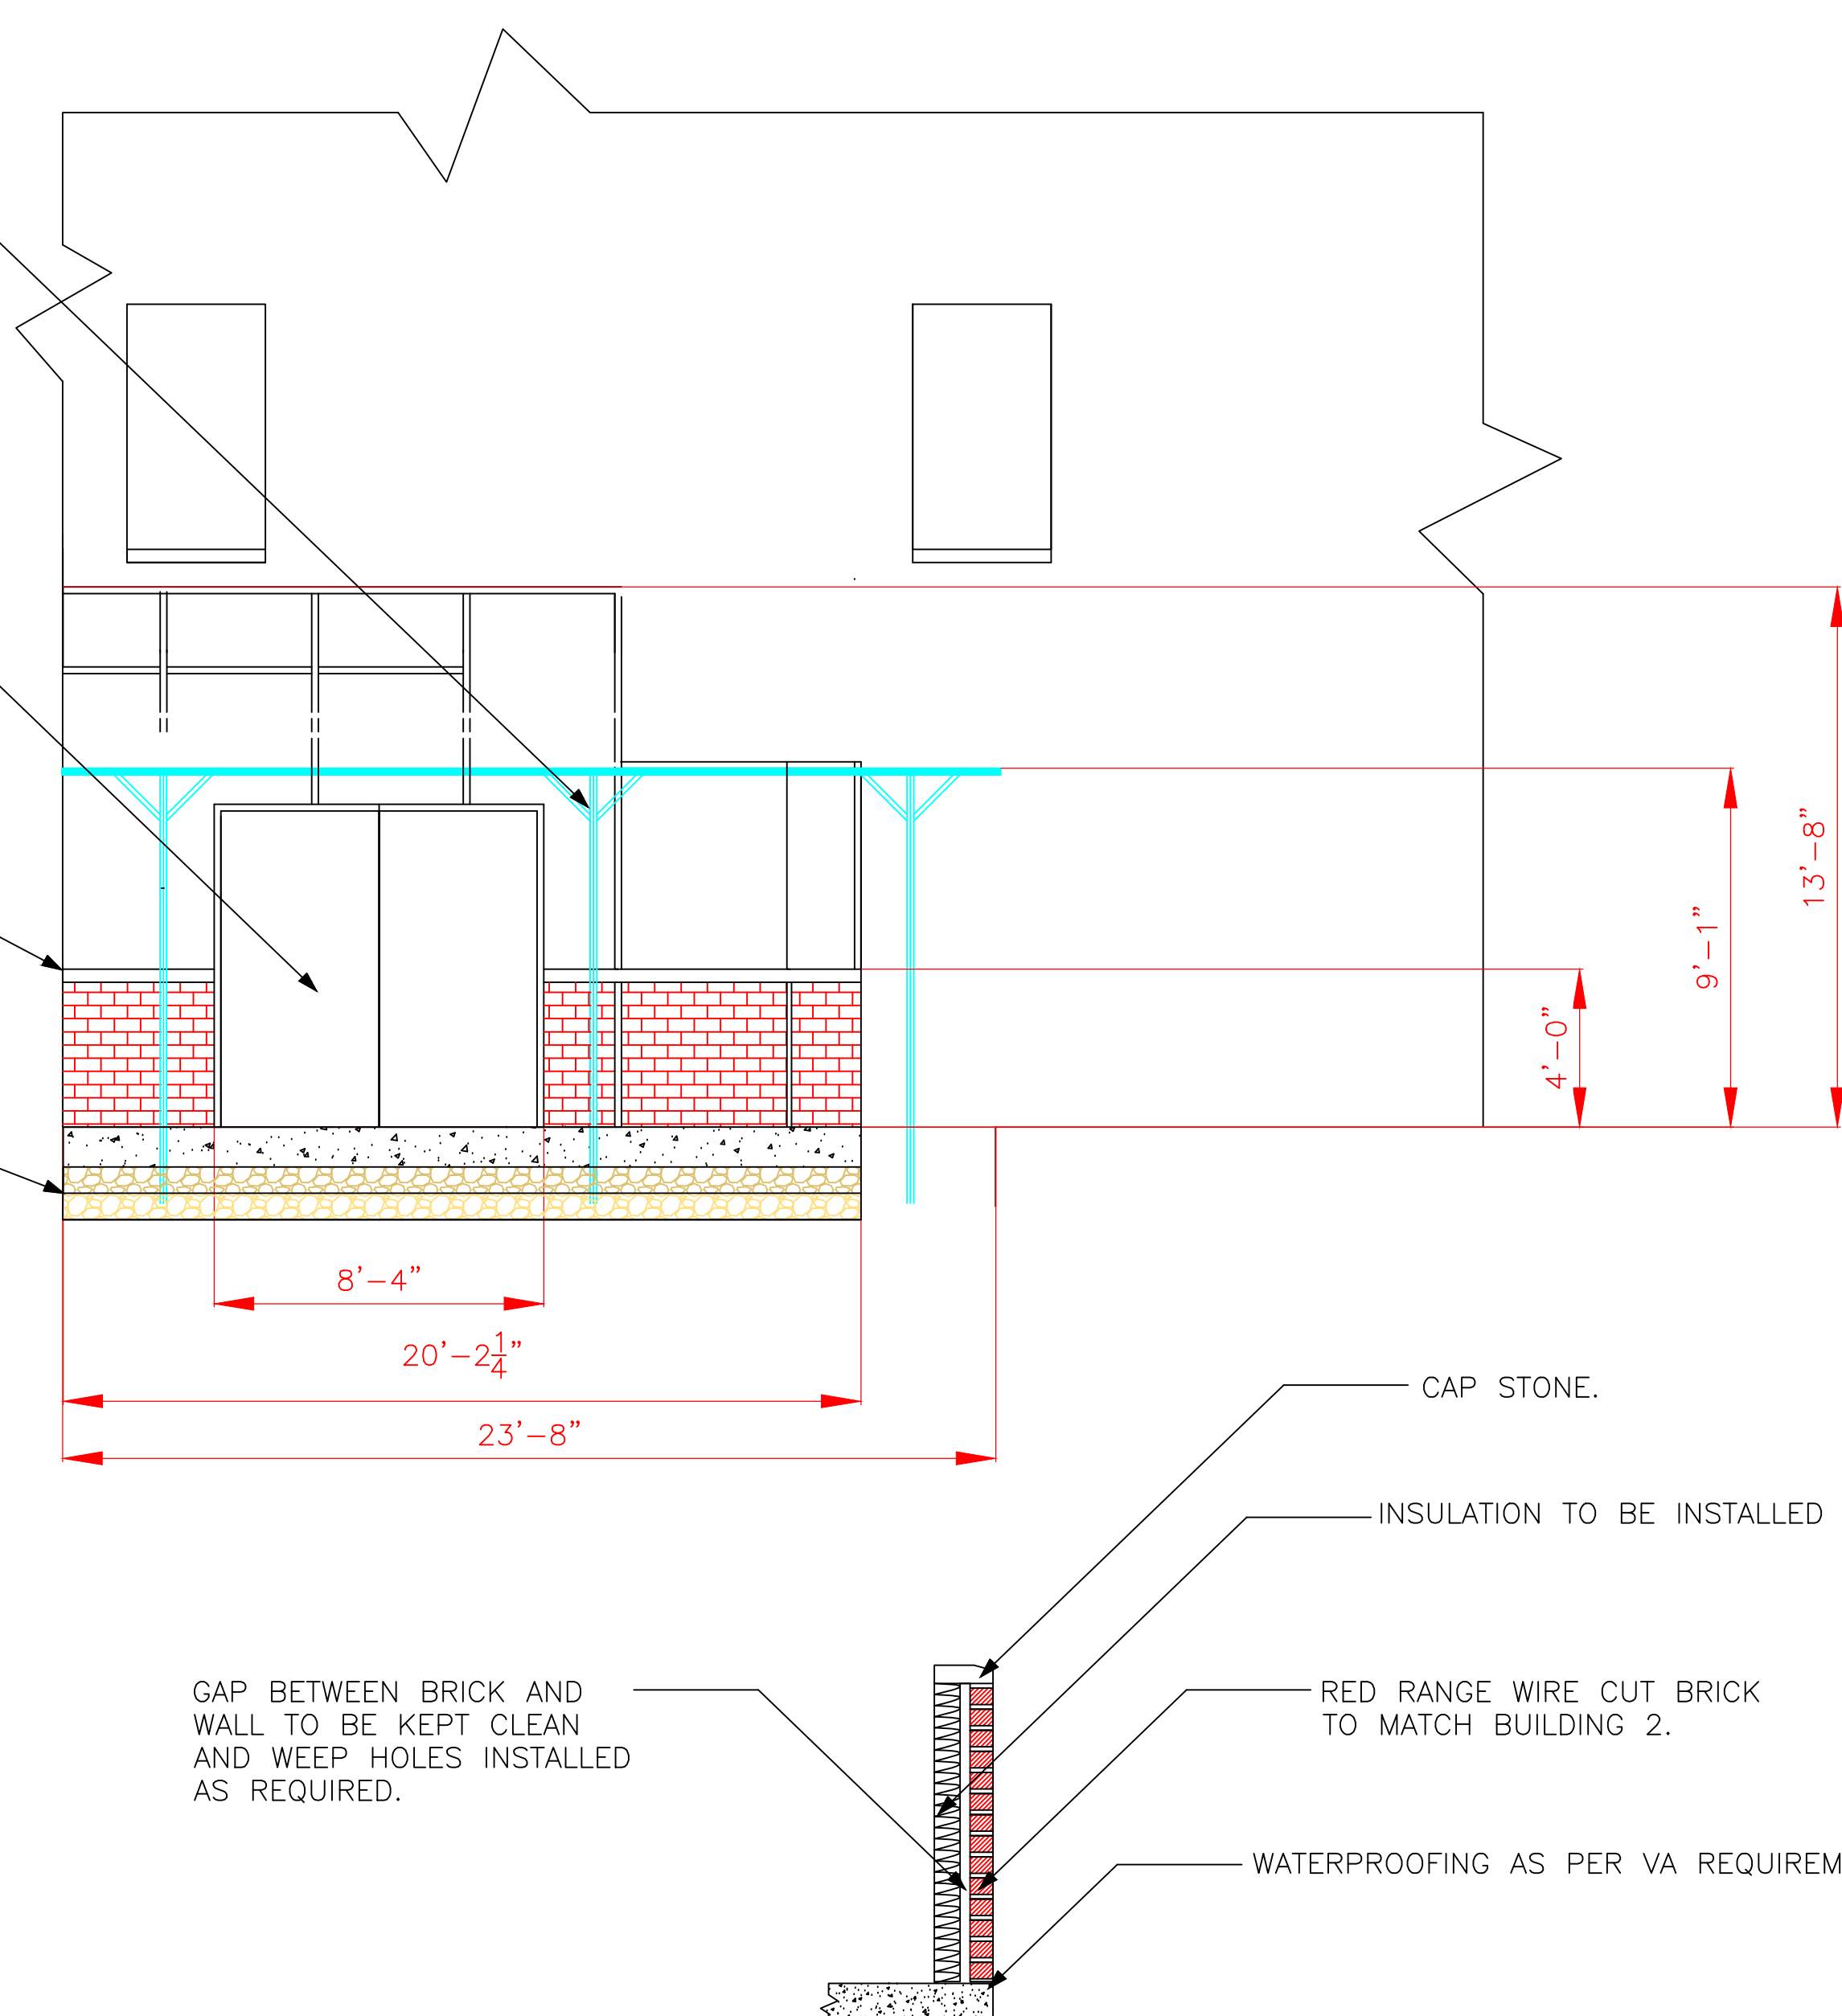 13'-8"
9'-1"
4'-0"
8'-4"
20'-2 1/4"
23'-8"
CAP STONE.
INSULATION TO BE INSTALLED
GAP BETWEEN BRICK AND
WALL TO BE KEPT CLEAN
AND WEEP HOLES INSTALLED
AS REQUIRED.
RED RANGE WIRE CUT BRICK
TO MATCH BUILDING 2.
WATERPROOFING AS PER VA REQUIREM